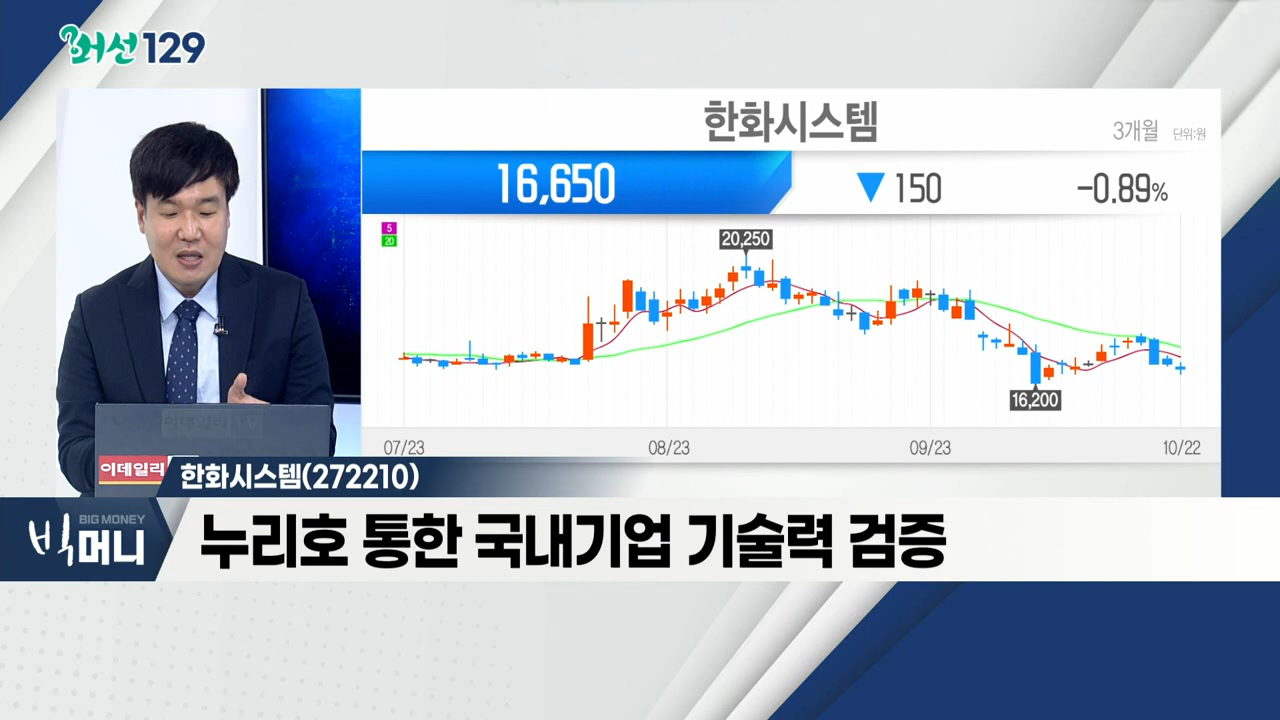 머선129
한화시스템
3개월 단위:원
16,650 ▼150 -0.89%
5
20
20,250
16,200
07/23 08/23 09/23 10/22
이데일리
한화시스템(272210)
BIG MONEY
빅머니
누리호 통한 국내기업 기술력 검증